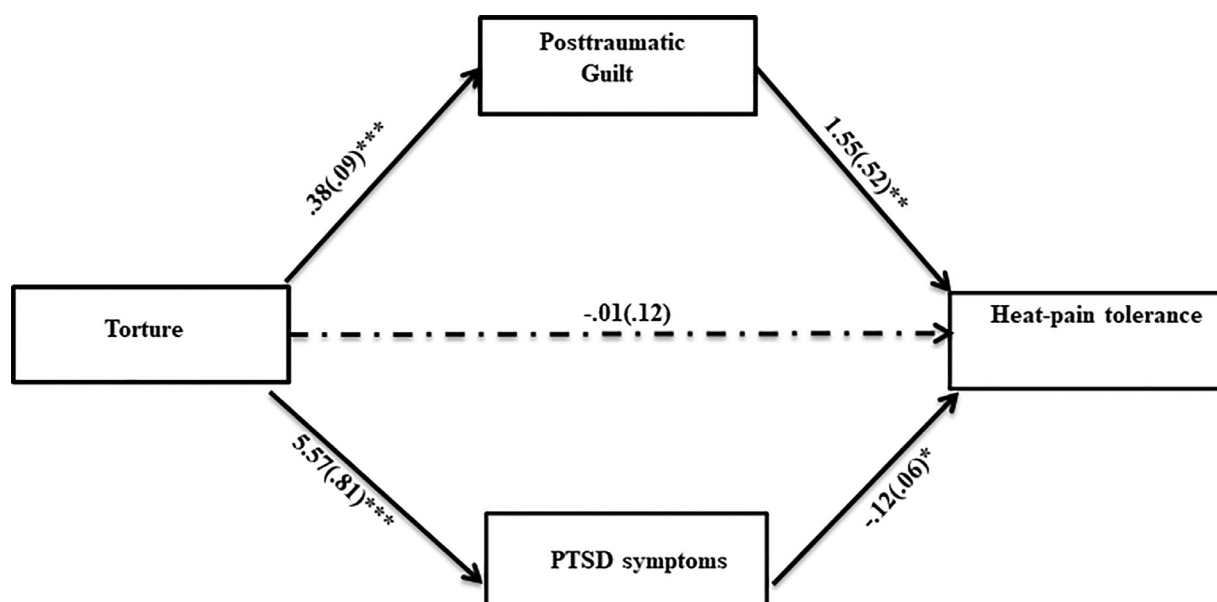 Posttraumatic
Guilt
.38(.09)***
1.55(.52)**
Torture
-.01(.12)
Heat-pain tolerance
5.57(.81)***
-.12(.06)*
PTSD symptoms